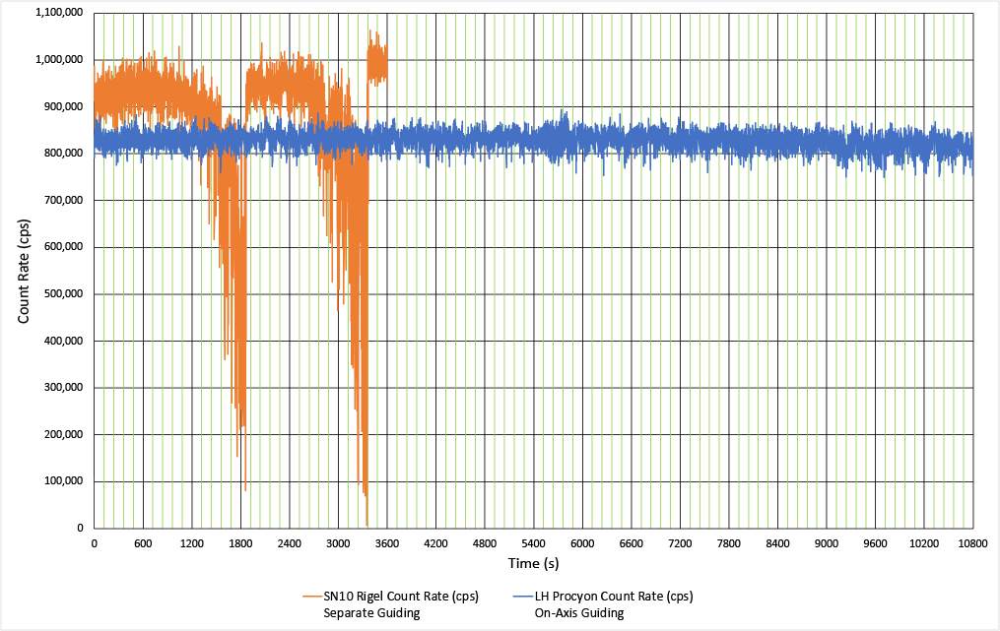 1,100,000
1,000,000
900,000
800,000
700,000
600,000
500,000
400,000
300,000
200,000
100,000
0
Count Rate (cps)
0 600 1200 1800 2400 3000 3600 4200 4800 5400 6000 6600 7200 7800 8400 9000 9600 10200 10800
Time (s)
SN10 Rigel Count Rate (cps) LH Procyon Count Rate (cps)
Separate Guiding On-Axis Guiding